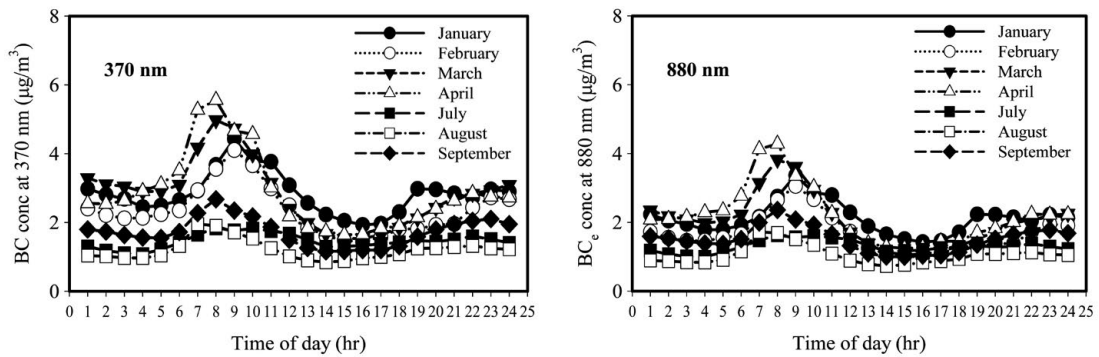 BC conc at 370 nm (μg/m³)
8
6
4
2
0
370 nm
January
February
March
April
July
August
September
0 1 2 3 4 5 6 7 8 9 10 11 12 13 14 15 16 17 18 19 20 21 22 23 24 25
Time of day (hr)
BCe conc at 880 nm (μg/m³)
8
6
4
2
0
880 nm
January
February
March
April
July
August
September
0 1 2 3 4 5 6 7 8 9 10 11 12 13 14 15 16 17 18 19 20 21 22 23 24 25
Time of day (hr)